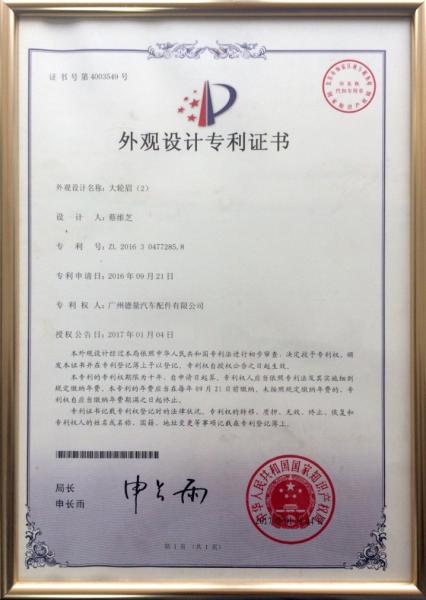 证书号第4003549号
外观设计专利证书
外观设计名称：大轮眉（2）
设计人：蔡维芝
专利号：ZL 2016 3 0477285.8
专利申请日：2016年09月21日
专利权人：广州德量汽车配件有限公司
授权公告日：2017年01月04日
本外观设计经过本局依照中华人民共和国专利法进行初步审查，决定授予专利权，颁
发本证书并在专利登记簿上予以登记。专利权自授权公告之日起生效。
本专利的专利权期限为十年，自申请日起算。专利权人应当依照专利法及其实施细则
规定缴纳年费。本专利的年费应当在每年09月21日前缴纳。未按照规定缴纳年费的，专利
权自应当缴纳年费期满之日起终止。
专利证书记载专利权登记时的法律状况。专利权的转移、质押、无效、终止、恢复和
专利权人的姓名或名称、国籍、地址变更等事项记载在专利登记簿上。
局长
申长雨
申长雨
中华人民共和国国家知识产权局
第1页（共1页）